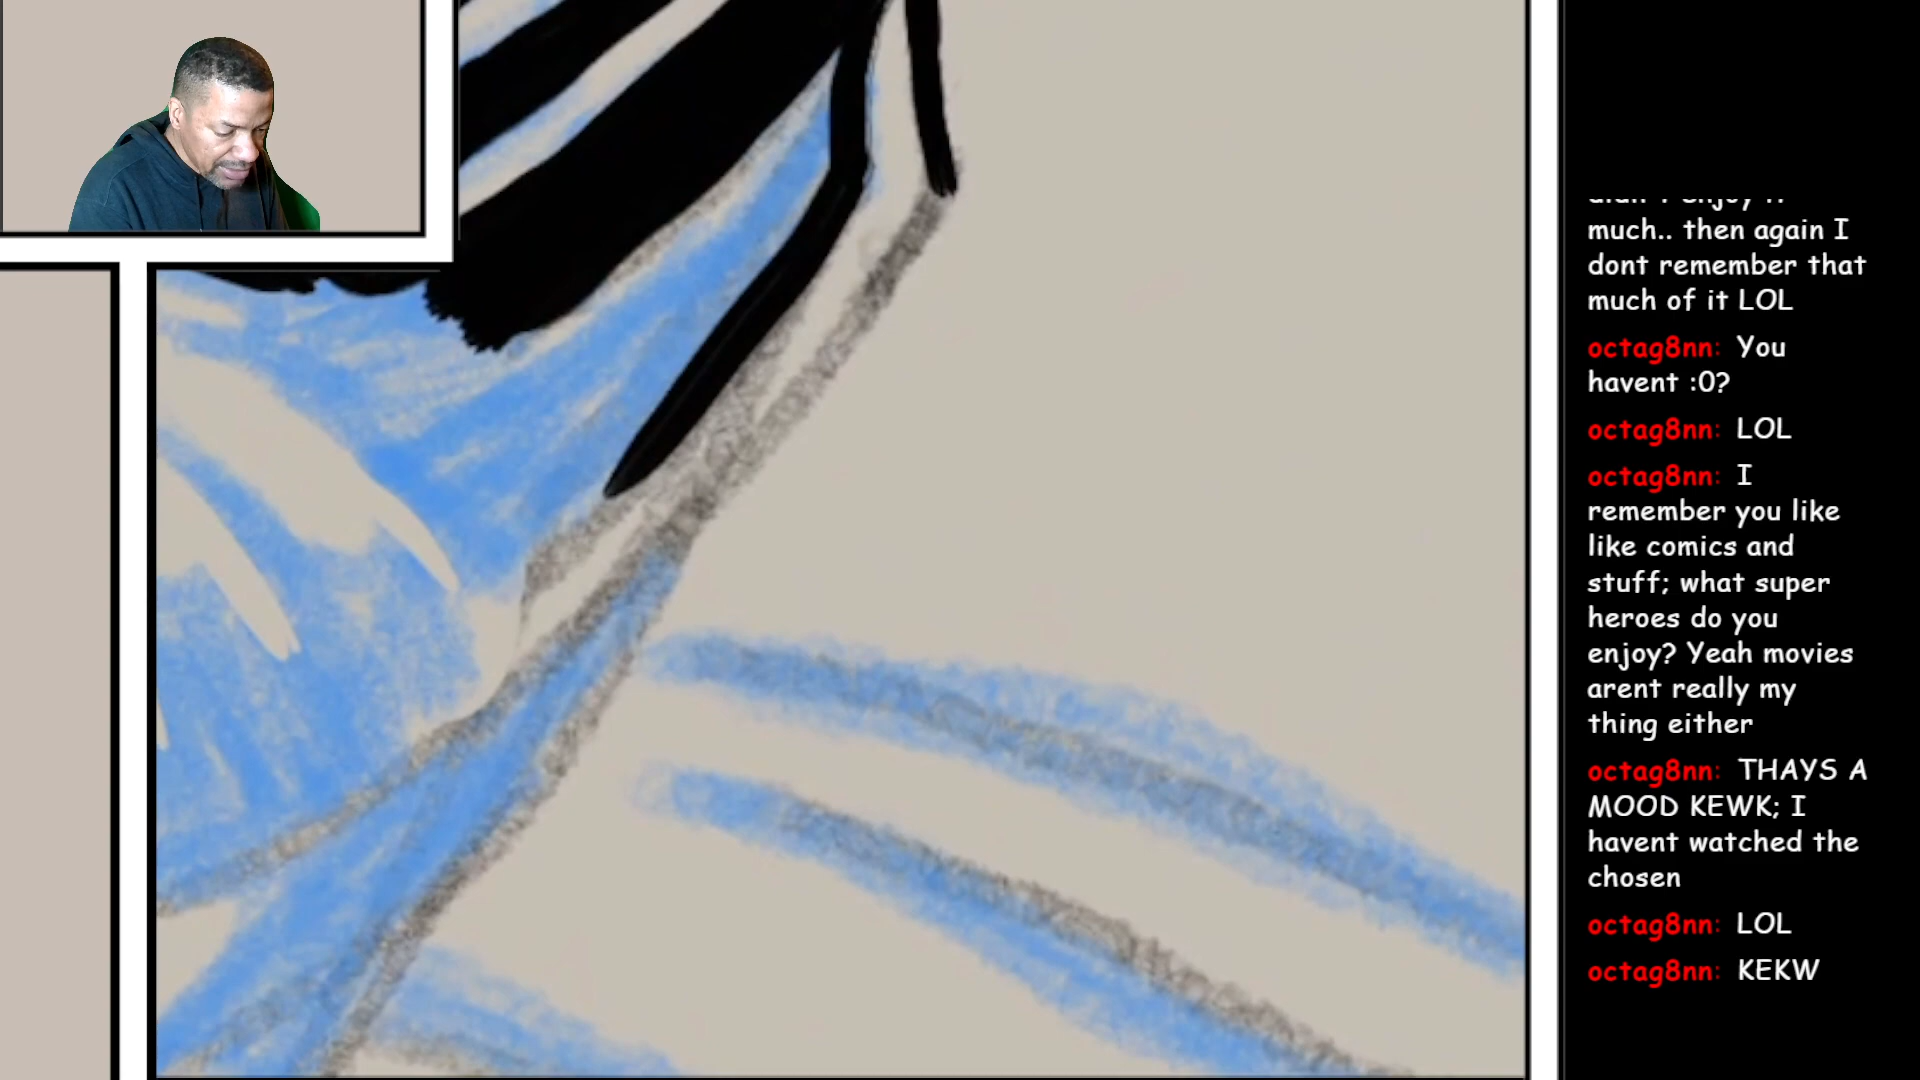 much.. then again I
dont remember that
much of it LOL
octag8nn: You
havent :0?
octag8nn: LOL
octag8nn: I
remember you like
like comics and
stuff; what super
heroes do you
enjoy? Yeah movies
arent really my
thing either
octag8nn: THAYS A
MOOD KEWK; I
havent watched the
chosen
octag8nn: LOL
octag8nn: KEKW